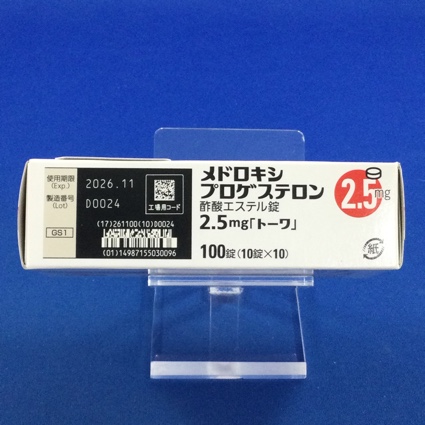 使用期限
(Exp.)
2026.11
製造番号
(Lot)
D0024
工場用コード
GS1
(17)261100(10)D0024
(01)14987155030096
メドロキシ
プロゲステロン
酢酸エステル錠
2.5mg「トーワ」
100錠(10錠×10)
2.5mg
紙